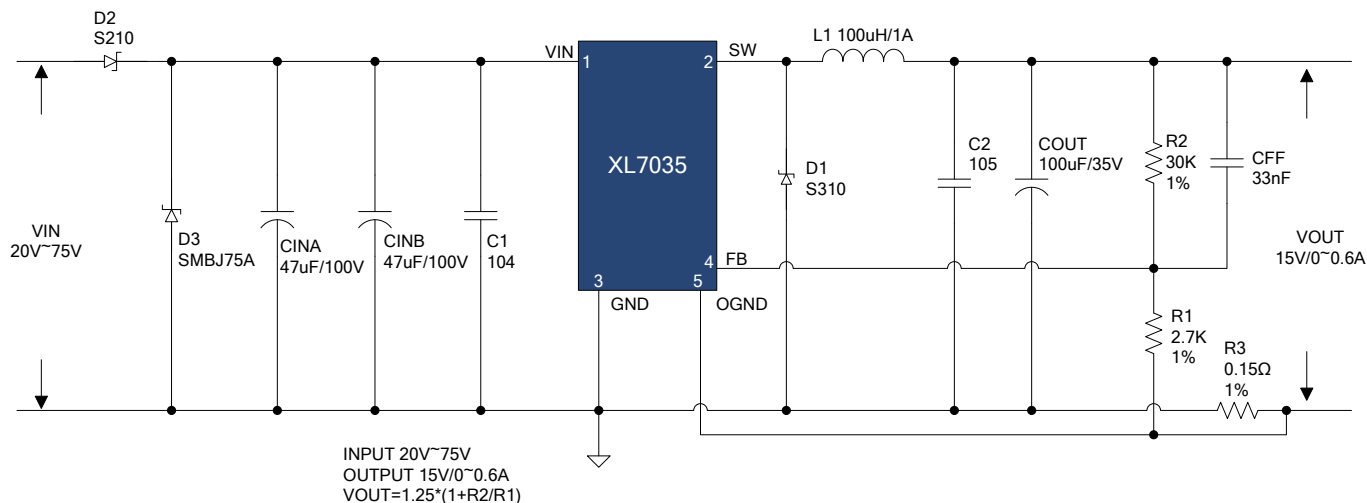 D2
S210
VIN
1
2
SW
L1 100uH/1A
XL7035
VIN
20V~75V
D3
SMBJ75A
CINA
47uF/100V
CINB
47uF/100V
C1
104
D1
S310
C2
105
COUT
100uF/35V
R2
30K
1%
CFF
33nF
VOUT
15V/0~0.6A
4
FB
3
GND
5
OGND
R1
2.7K
1%
R3
0.15Ω
1%
INPUT 20V~75V
OUTPUT 15V/0~0.6A
VOUT=1.25*(1+R2/R1)